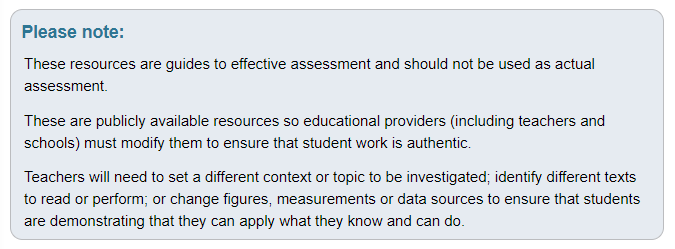 Please note:
These resources are guides to effective assessment and should not be used as actual
assessment.
These are publicly available resources so educational providers (including teachers and
schools) must modify them to ensure that student work is authentic.
Teachers will need to set a different context or topic to be investigated; identify different texts
to read or perform; or change figures, measurements or data sources to ensure that students
are demonstrating that they can apply what they know and can do.